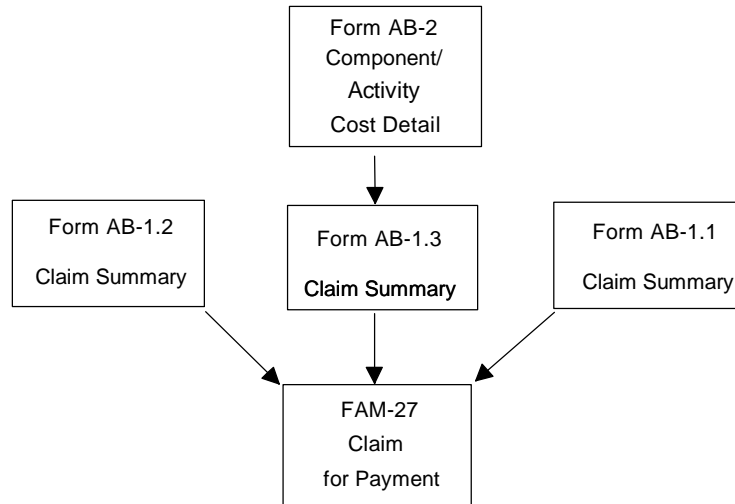 Form AB-2
Component/
Activity
Cost Detail
Form AB-1.2
Claim Summary
Form AB-1.3
Claim Summary
Form AB-1.1
Claim Summary
FAM-27
Claim
for Payment